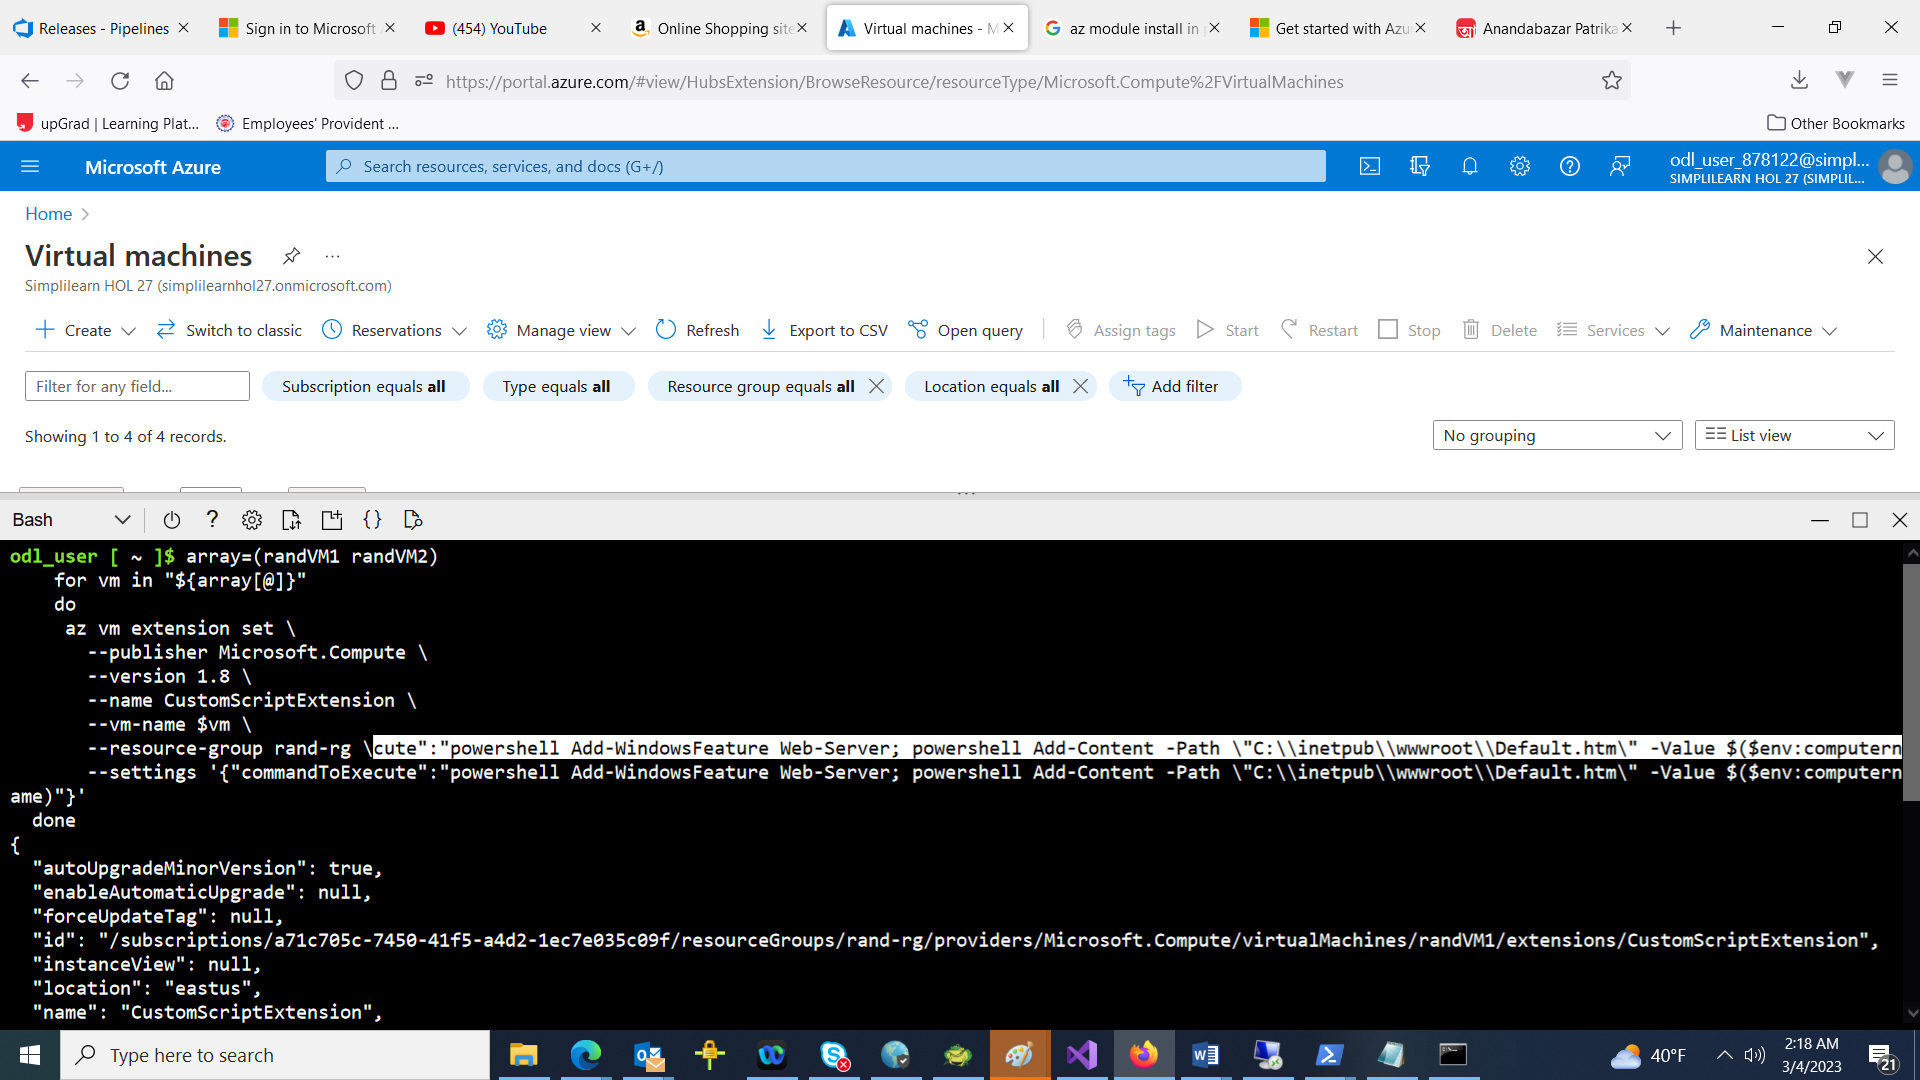 Releases - Pipelines
Sign in to Microsoft A
(454) YouTube
Online Shopping site
Virtual machines - M
az module install in p
Get started with Azu
Anandabazar Patrika
https://portal.azure.com/#view/HubsExtension/BrowseResource/resourceType/Microsoft.Compute%2FVirtualMachines
upGrad | Learning Plat...
Employees' Provident ...
Other Bookmarks
Microsoft Azure
Search resources, services, and docs (G+/)
odl_user_878122@simpl...
SIMPLILEARN HOL 27 (SIMPLIL...
Home
Virtual machines
...
Simplilearn HOL 27 (simplilearnhol27.onmicrosoft.com)
Create
Switch to classic
Reservations
Manage view
Refresh
Export to CSV
Open query
Assign tags
Start
Restart
Stop
Delete
Services
Maintenance
Filter for any field...
Subscription equals all
Type equals all
Resource group equals all
Location equals all
Add filter
Showing 1 to 4 of 4 records.
No grouping
List view
Bash
odl_user [ ~ ]$ array=(randVM1 randVM2)
for vm in "${array[@]}"
do
az vm extension set \
--publisher Microsoft.Compute \
--version 1.8 \
--name CustomScriptExtension \
--vm-name $vm \
--resource-group rand-rg \cute":"powershell Add-WindowsFeature Web-Server; powershell Add-Content -Path \"C:\\inetpub\\wwwroot\\Default.htm\" -Value $($env:computern
--settings '{"commandToExecute":"powershell Add-WindowsFeature Web-Server; powershell Add-Content -Path \"C:\\inetpub\\wwwroot\\Default.htm\" -Value $($env:computern
ame)"}'
done
{
"autoUpgradeMinorVersion": true,
"enableAutomaticUpgrade": null,
"forceUpdateTag": null,
"id": "/subscriptions/a71c705c-7450-41f5-a4d2-1ec7e035c09f/resourceGroups/rand-rg/providers/Microsoft.Compute/virtualMachines/randVM1/extensions/CustomScriptExtension",
"instanceView": null,
"location": "eastus",
"name": "CustomScriptExtension",
Type here to search
40°F
2:18 AM
3/4/2023
21